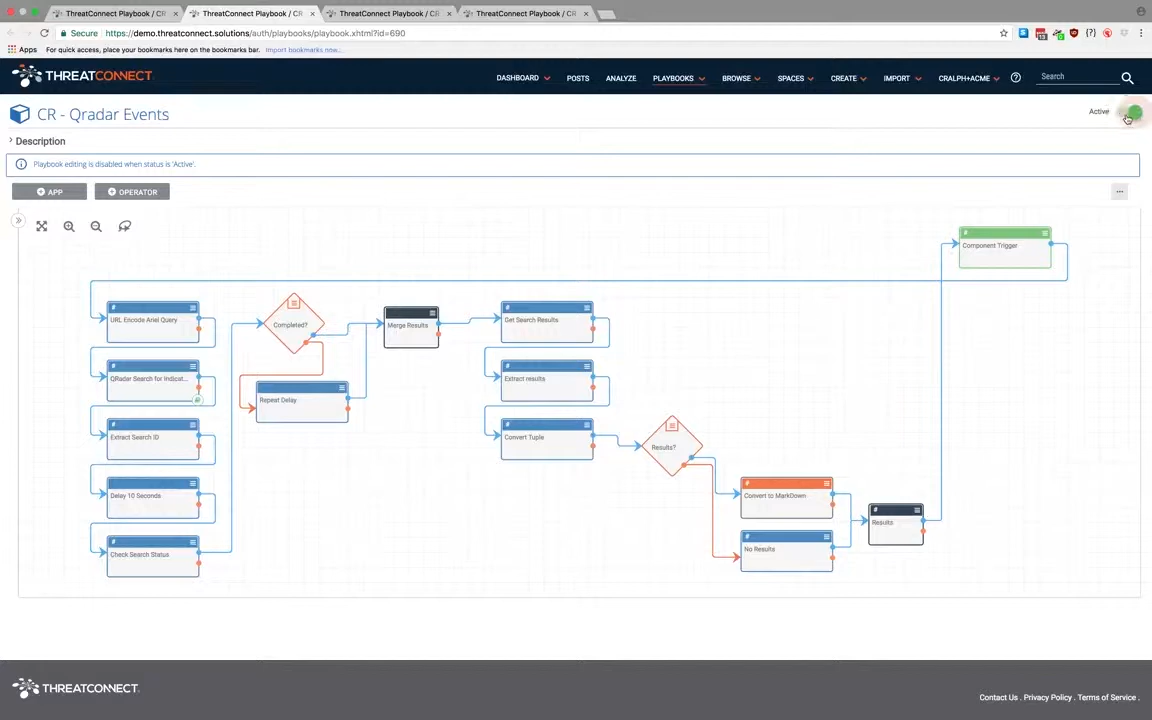 ThreatConnect Playbook / CR
ThreatConnect Playbook / CR
ThreatConnect Playbook / CR
ThreatConnect Playbook / CR
Secure https://demo.threatconnect.solutions/auth/playbooks/playbook.xhtml?id=690
Apps For quick access, place your bookmarks here on the bookmarks bar. Import bookmarks now...
THREATCONNECT DASHBOARD POSTS ANALYZE PLAYBOOKS BROWSE SPACES CREATE IMPORT CRALPH+ACME Search
CR - Qradar Events Active
Description
Playbook editing is disabled when status is 'Active'.
APP OPERATOR
Component Trigger
URL Encode Ariel Query Completed? Merge Results Get Search Results
QRadar Search for Indicat... Extract results
Repeat Delay
Extract Search ID Convert Tuple Results?
Delay 10 Seconds Convert to MarkDown
Results
Check Search Status No Results
THREATCONNECT
Contact Us . Privacy Policy . Terms of Service .